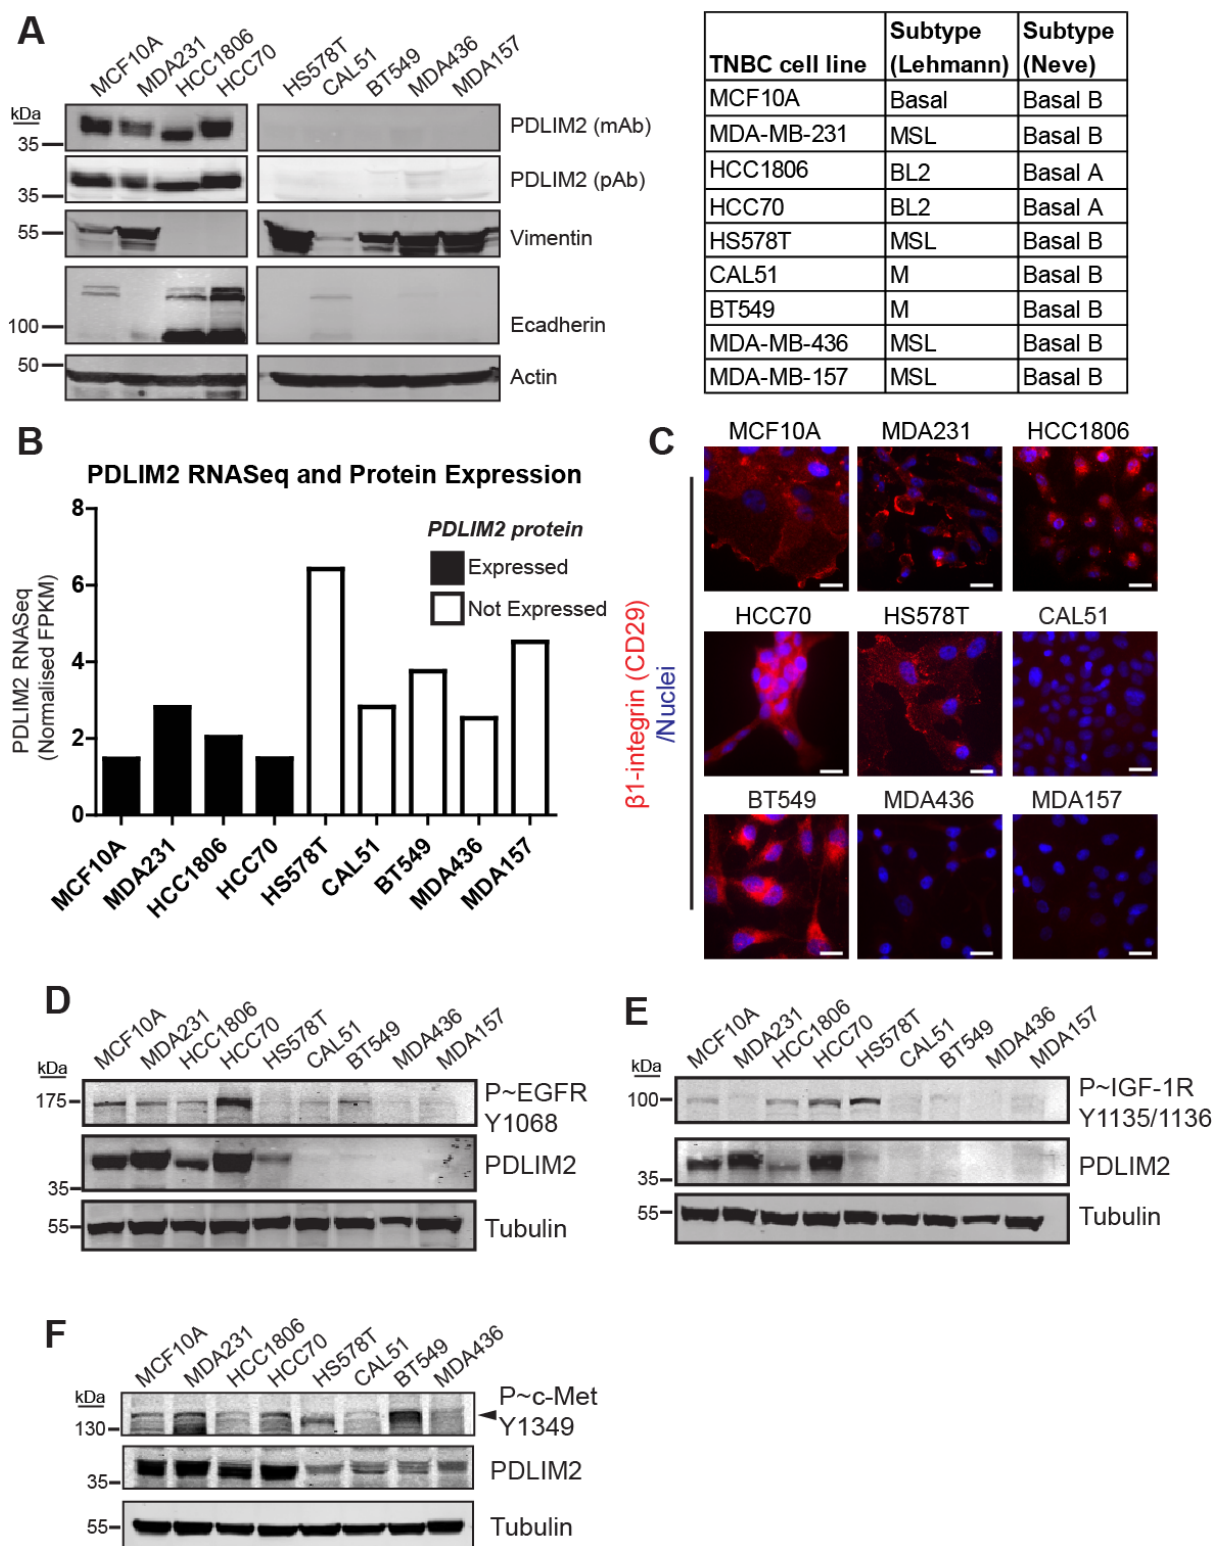 A
MCF10A
MDA231
HCC1806
HCC70
HS578T
CAL51
BT549
MDA436
MDA157
kDa
35
PDLIM2 (mAb)
35
PDLIM2 (pAb)
55
Vimentin
100
Ecadherin
50
Actin
TNBC cell line Subtype (Lehmann) Subtype (Neve)
MCF10A Basal Basal B
MDA-MB-231 MSL Basal B
HCC1806 BL2 Basal A
HCC70 BL2 Basal A
HS578T MSL Basal B
CAL51 M Basal B
BT549 M Basal B
MDA-MB-436 MSL Basal B
MDA-MB-157 MSL Basal B
B
PDLIM2 RNASeq and Protein Expression
PDLIM2 RNASeq
(Normalised FPKM)
8
6
4
2
0
PDLIM2 protein
Expressed
Not Expressed
MCF10A
MDA231
HCC1806
HCC70
HS578T
CAL51
BT549
MDA436
MDA157
C
β1-integrin (CD29)
/Nuclei
MCF10A MDA231 HCC1806
HCC70 HS578T CAL51
BT549 MDA436 MDA157
D
MCF10A
MDA231
HCC1806
HCC70
HS578T
CAL51
BT549
MDA436
MDA157
kDa
175
P~EGFR
Y1068
PDLIM2
35
55
Tubulin
E
MCF10A
MDA231
HCC1806
HCC70
HS578T
CAL51
BT549
MDA436
MDA157
kDa
100
P~IGF-1R
Y1135/1136
PDLIM2
35
55
Tubulin
F
MCF10A
MDA231
HCC1806
HCC70
HS578T
CAL51
BT549
MDA436
kDa
130
P~c-Met
Y1349
PDLIM2
35
55
Tubulin